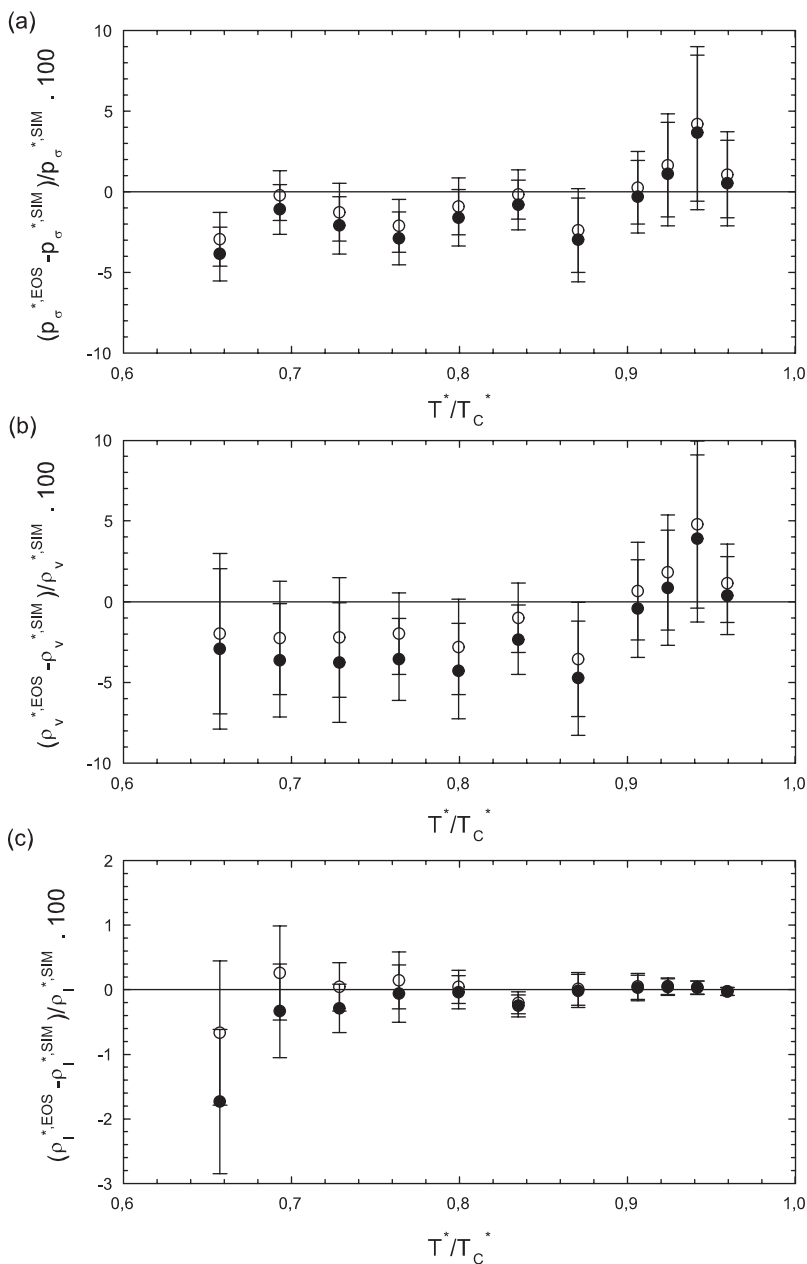 (a)
(p_σ^*,EOS-p_σ^*,SIM)/p_σ^*,SIM . 100
10
5
0
-5
-10
0,6 0,7 0,8 0,9 1,0
T*/T_C*
(b)
(ρ_v^*,EOS-ρ_v^*,SIM)/ρ_v^*,SIM . 100
10
5
0
-5
-10
0,6 0,7 0,8 0,9 1,0
T*/T_C*
(c)
(ρ_l^*,EOS-ρ_l^*,SIM)/ρ_l^*,SIM . 100
2
1
0
-1
-2
-3
0,6 0,7 0,8 0,9 1,0
T*/T_C*